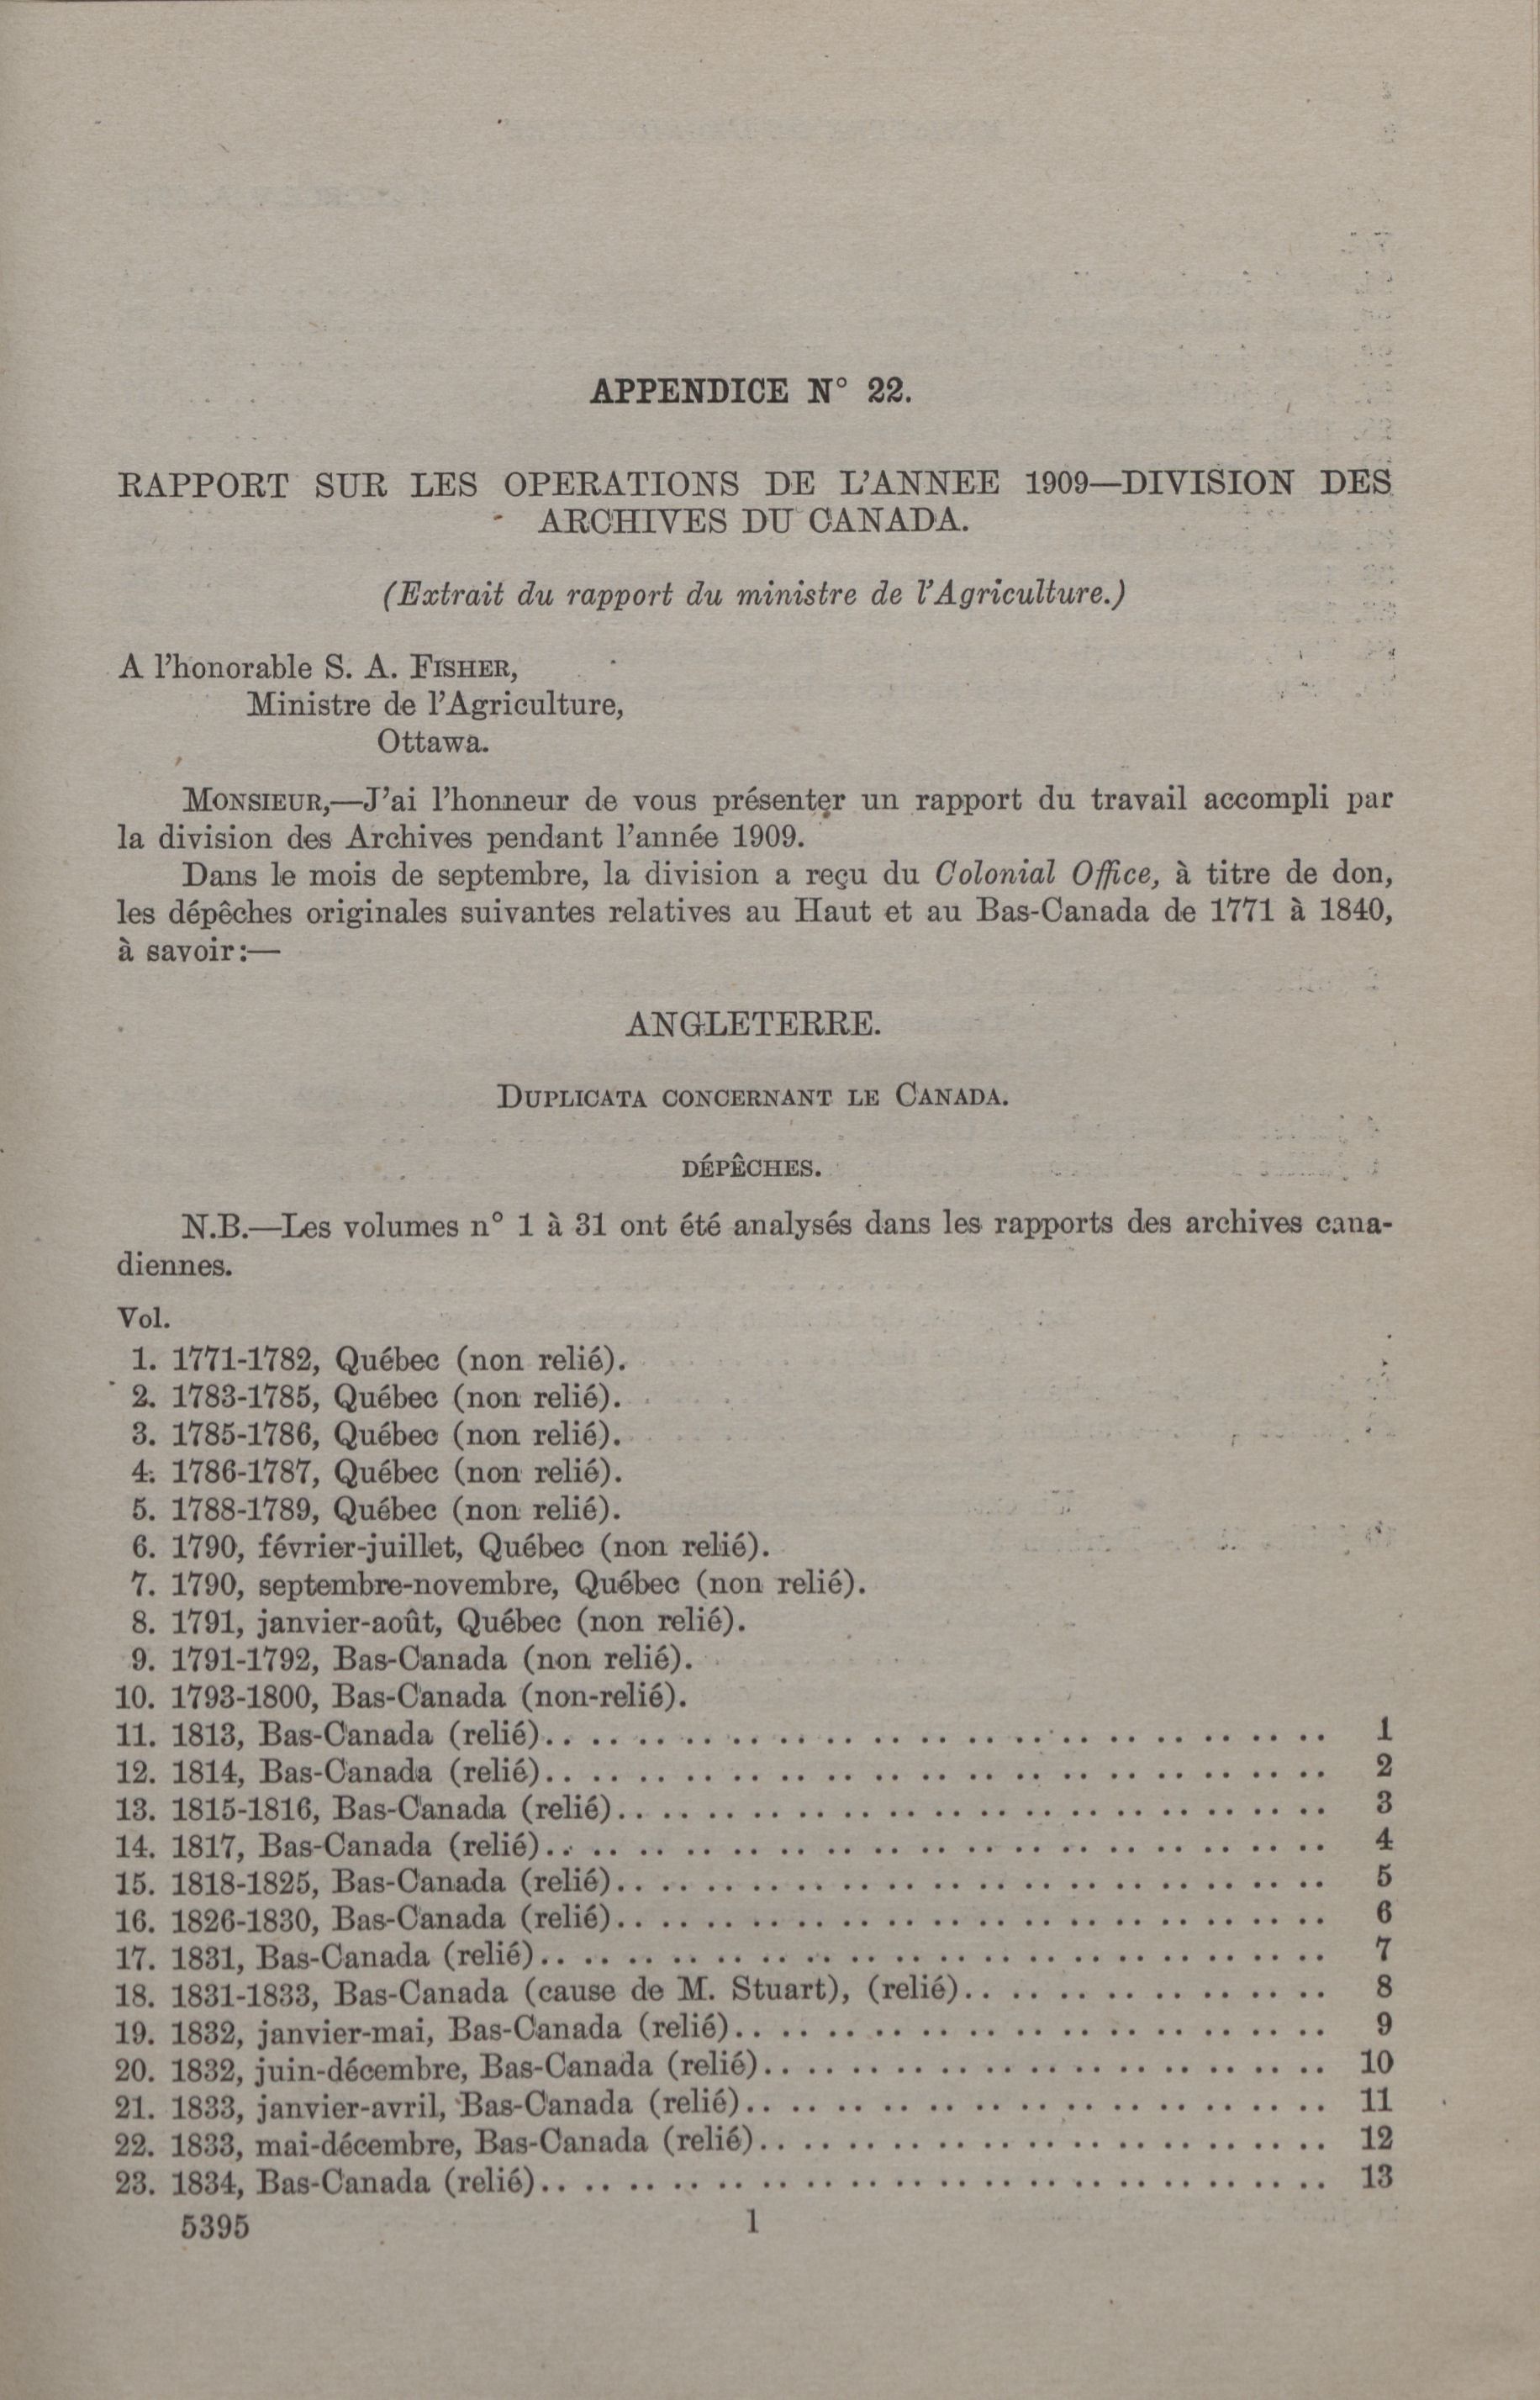 APPENDICE N° 22.
RAPPORT SUR LES OPERATIONS DE L'ANNEE 1909—DIVISION DES
ARCHIVES DU CANADA.
(Extrait du rapport du ministre de l'Agriculture.)
A l'honorable S. A. FISHER,
Ministre de l'Agriculture,
Ottawa.
MONSIEUR,—J'ai l'honneur de vous présenter un rapport du travail accompli par
la division des Archives pendant l'année 1909.
Dans le mois de septembre, la division a reçu du Colonial Office, à titre de don,
les dépêches originales suivantes relatives au Haut et au Bas-Canada de 1771 à 1840,
à savoir:—
ANGLETERRE.
DUPLICATA CONCERNANT LE CANADA.
DÉPÊCHES.
N.B.—Les volumes n° 1 à 31 ont été analysés dans les rapports des archives cana-
diennes.
Vol.
1. 1771-1782, Québec (non relié).
2. 1783-1785, Québec (non relié).
3. 1785-1786, Québec (non relié).
4. 1786-1787, Québec (non relié).
5. 1788-1789, Québec (non relié).
6. 1790, février-juillet, Québec (non relié).
7. 1790, septembre-novembre, Québec (non relié).
8. 1791, janvier-août, Québec (non relié).
9. 1791-1792, Bas-Canada (non relié).
10. 1793-1800, Bas-Canada (non-relié).
11. 1813, Bas-Canada (relié).. .. .. .. .. .. .. .. .. .. .. .. .. .. .. .. .. 1
12. 1814, Bas-Canada (relié).. .. .. .. .. .. .. .. .. .. .. .. .. .. .. .. .. 2
13. 1815-1816, Bas-Canada (relié).. .. .. .. .. .. .. .. .. .. .. .. .. .. .. .. 3
14. 1817, Bas-Canada (relié).. .. .. .. .. .. .. .. .. .. .. .. .. .. .. .. .. 4
15. 1818-1825, Bas-Canada (relié).. .. .. .. .. .. .. .. .. .. .. .. .. .. .. .. 5
16. 1826-1830, Bas-Canada (relié).. .. .. .. .. .. .. .. .. .. .. .. .. .. .. .. 6
17. 1831, Bas-Canada (relié).. .. .. .. .. .. .. .. .. .. .. .. .. .. .. .. .. .. 7
18. 1831-1833, Bas-Canada (cause de M. Stuart), (relié).. .. .. .. .. .. .. .. 8
19. 1832, janvier-mai, Bas-Canada (relié).. .. .. .. .. .. .. .. .. .. .. .. .. 9
20. 1832, juin-décembre, Bas-Canada (relié).. .. .. .. .. .. .. .. .. .. .. .. .. 10
21. 1833, janvier-avril, Bas-Canada (relié).. .. .. .. .. .. .. .. .. .. .. .. .. 11
22. 1833, mai-décembre, Bas-Canada (relié).. .. .. .. .. .. .. .. .. .. .. .. .. 12
23. 1834, Bas-Canada (relié).. .. .. .. .. .. .. .. .. .. .. .. .. .. .. .. .. .. 13
5395 1